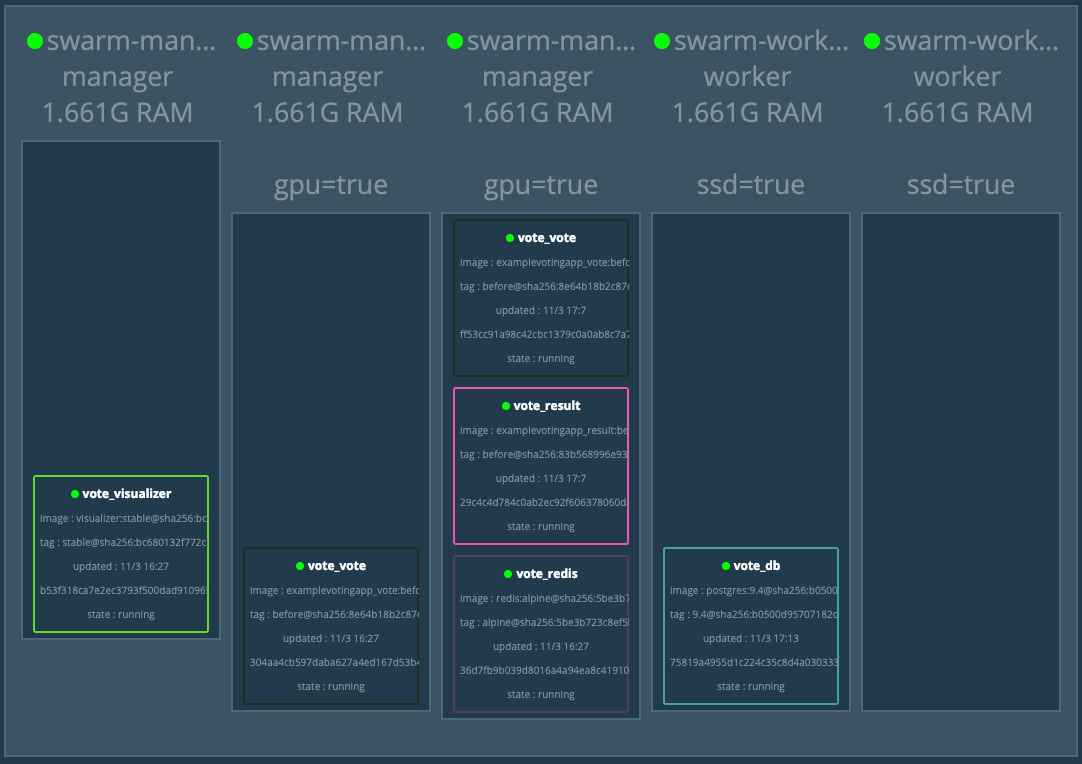 swarm-man...
manager
1.661G RAM
vote_visualizer
image : visualizer:stable@sha256:bc
tag : stable@sha256:bc680132f772c
updated : 11/3 16:27
b53f318ca7e2ec3793f500dad91096
state : running
swarm-man...
manager
1.661G RAM
gpu=true
vote_vote
image : examplevotingapp_vote:befo
tag : before@sha256:8e64b18b2c87
updated : 11/3 16:27
304aa4cb597daba627a4ed167d53b4
state : running
swarm-man...
manager
1.661G RAM
gpu=true
vote_vote
image : examplevotingapp_vote:befo
tag : before@sha256:8e64b18b2c87
updated : 11/3 17:7
ff53cc91a98c42cbc1379c0a0ab8c7a7
state : running
vote_result
image : examplevotingapp_result:be
tag : before@sha256:83b568996e93
updated : 11/3 17:7
29c4c4d784c0ab2ec92f606378060d
state : running
vote_redis
image : redis:alpine@sha256:5be3b7
tag : alpine@sha256:5be3b723c8ef5
updated : 11/3 16:27
36d7fb9b039d8016a4a94ea8c41910
state : running
swarm-work...
worker
1.661G RAM
ssd=true
vote_db
image : postgres:9.4@sha256:b0500
tag : 9.4@sha256:b0500d95707182d
updated : 11/3 17:13
75819a4955d1c224c35c8d4a030333
state : running
swarm-work...
worker
1.661G RAM
ssd=true